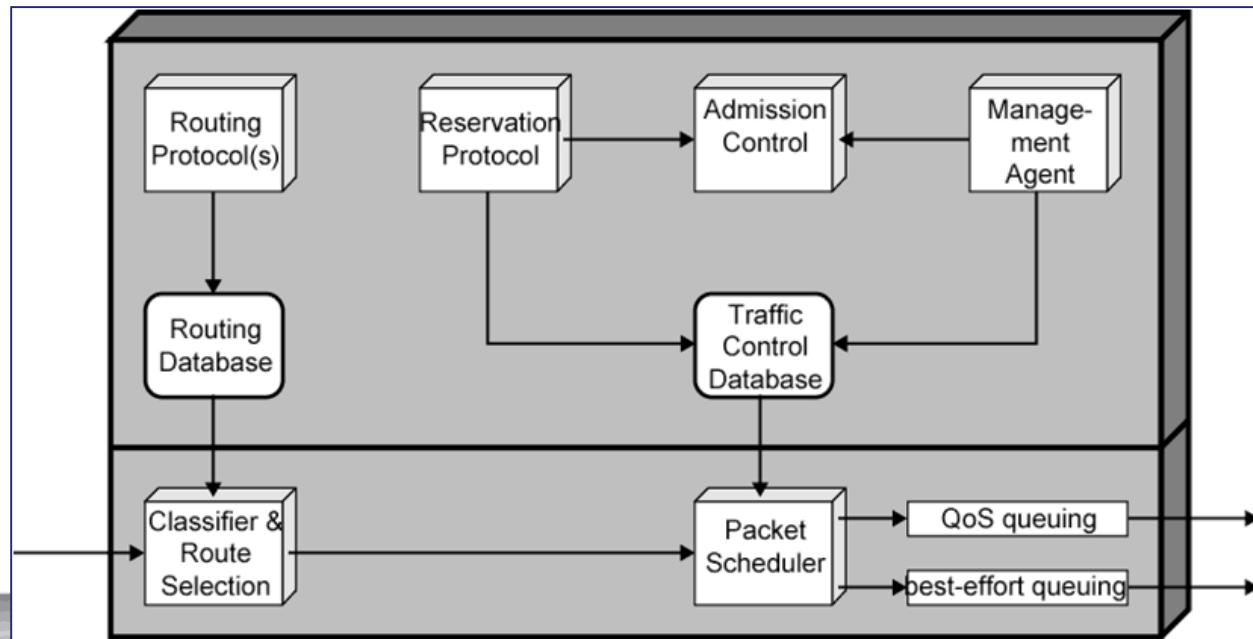 Routing
Protocol(s)
Reservation
Protocol
Admission
Control
Manage-
ment
Agent
Routing
Database
Traffic
Control
Database
Classifier &
Route
Selection
Packet
Scheduler
QoS queuing
best-effort queuing